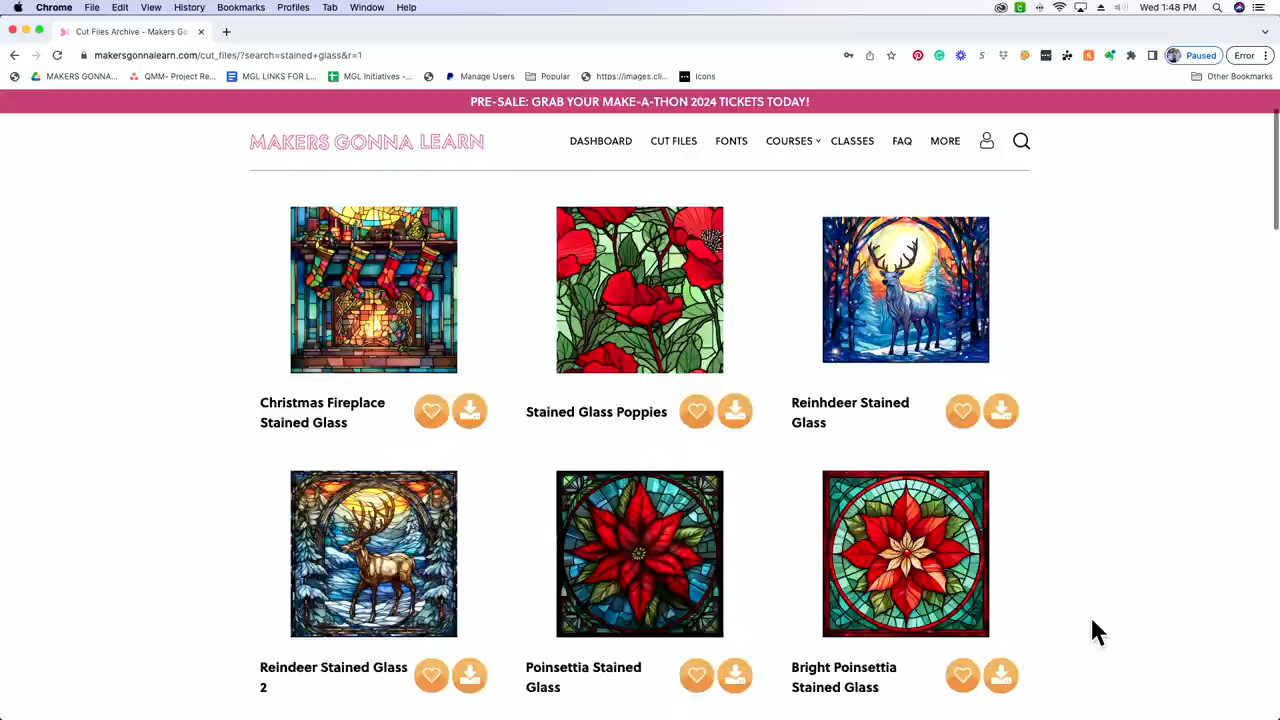 Chrome File Edit View History Bookmarks Profiles Tab Window Help Wed 1:48 PM
Cut Files Archive - Makers Go
makersgonnalearn.com/cut_files/?search=stained+glass&r=1 Paused Error
MAKERS GONNA... QMM- Project Re... MGL LINKS FOR L... MGL Initiatives -... Manage Users Popular https://images.cli... Icons Other Bookmarks
PRE-SALE: GRAB YOUR MAKE-A-THON 2024 TICKETS TODAY!
MAKERS GONNA LEARN DASHBOARD CUT FILES FONTS COURSES CLASSES FAQ MORE
Christmas Fireplace
Stained Glass
Stained Glass Poppies
Reinhdeer Stained
Glass
Reindeer Stained Glass
2
Poinsettia Stained
Glass
Bright Poinsettia
Stained Glass